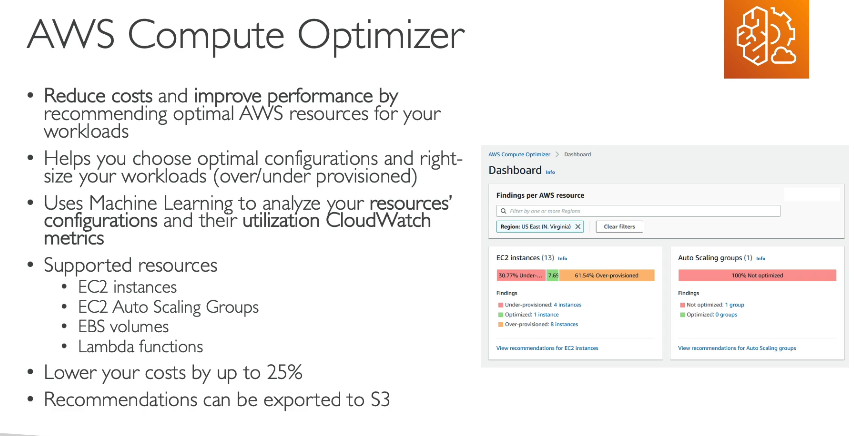 AWS Compute Optimizer
• Reduce costs and improve performance by
recommending optimal AWS resources for your
workloads
• Helps you choose optimal configurations and right-
size your workloads (over/under provisioned)
• Uses Machine Learning to analyze your resources'
configurations and their utilization CloudWatch
metrics
• Supported resources
• EC2 instances
• EC2 Auto Scaling Groups
• EBS volumes
• Lambda functions
• Lower your costs by up to 25%
• Recommendations can be exported to S3
AWS Compute Optimizer > Dashboard
Dashboard Info
Findings per AWS resource
Filter by one or more Regions
Region: US East (N. Virginia) X Clear filters
EC2 instances (13) Info
30.77% Under-... 7.69 61.54% Over-provisioned
Findings
Under-provisioned: 4 instances
Optimized: 1 instance
Over-provisioned: 8 instances
View recommendations for EC2 instances
Auto Scaling groups (1) Info
100% Not optimized
Findings
Not optimized: 1 group
Optimized: 0 groups
View recommendations for Auto Scaling groups